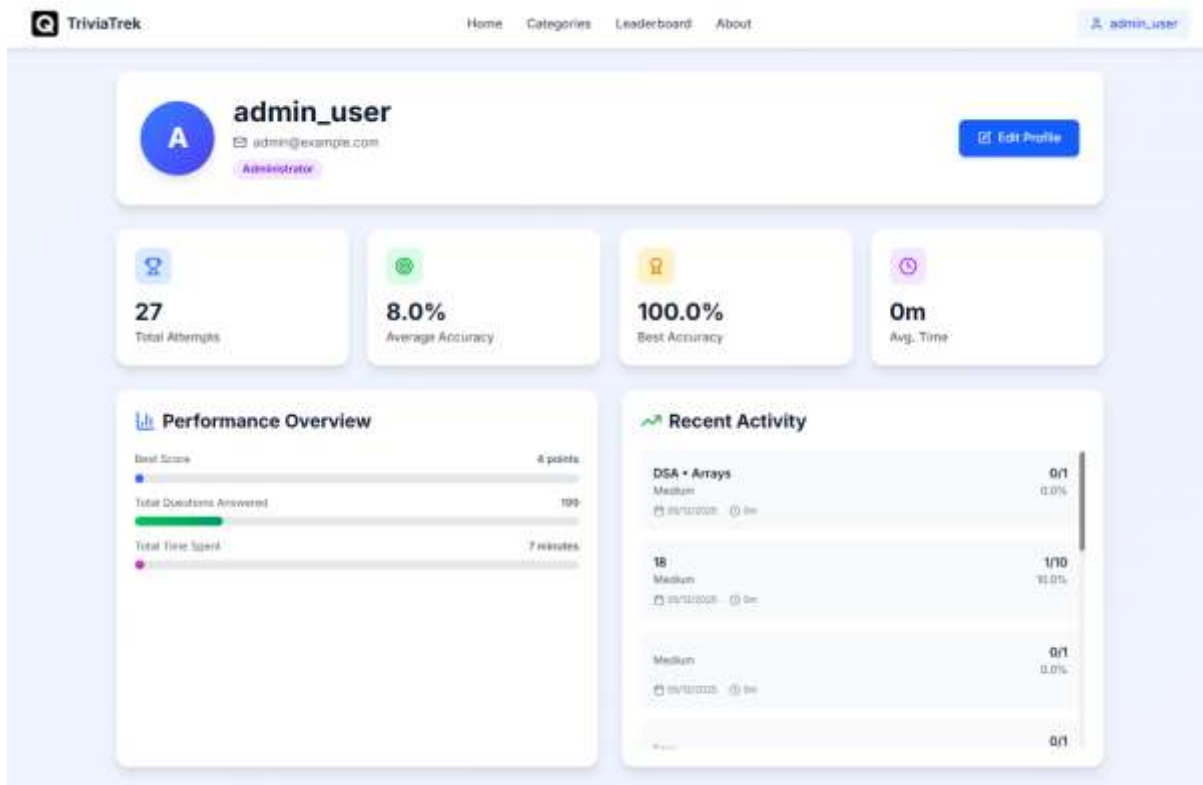 TriviaTrek
Home Categories Leaderboard About
admin_user
A
admin_user
admin@example.com
Administrator
Edit Profile
27
Total Attempts
8.0%
Average Accuracy
100.0%
Best Accuracy
0m
Avg. Time
Performance Overview
Best Score 4 points
Total Questions Answered 199
Total Time Spent 7 minutes
Recent Activity
DSA • Arrays 0/1
Medium 0.0%
0m
18 1/10
Medium 10.0%
0m
0/1
Medium 0.0%
0m
0/1